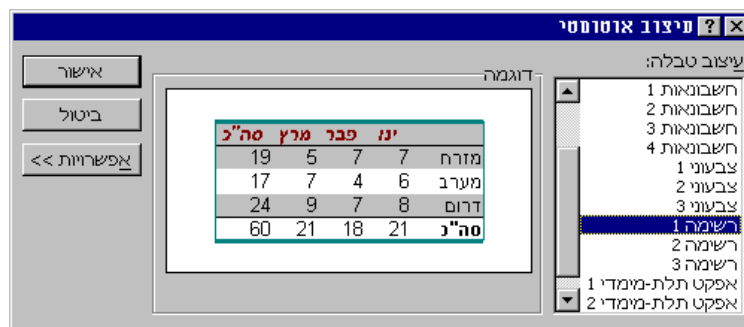 עיצוב אוטומטי
עיצוב טבלה:
חשבונאות 1
חשבונאות 2
חשבונאות 3
חשבונאות 4
צבעוני 1
צבעוני 2
צבעוני 3
רשימה 1
רשימה 2
רשימה 3
אפקט תלת-מימדי 1
אפקט תלת-מימדי 2
דוגמה
ינו פבר מרץ סה"כ
מזרח 7 7 5 19
מערב 6 4 7 17
דרום 8 7 9 24
סה"כ 21 18 21 60
אישור
ביטול
אפשרויות >>